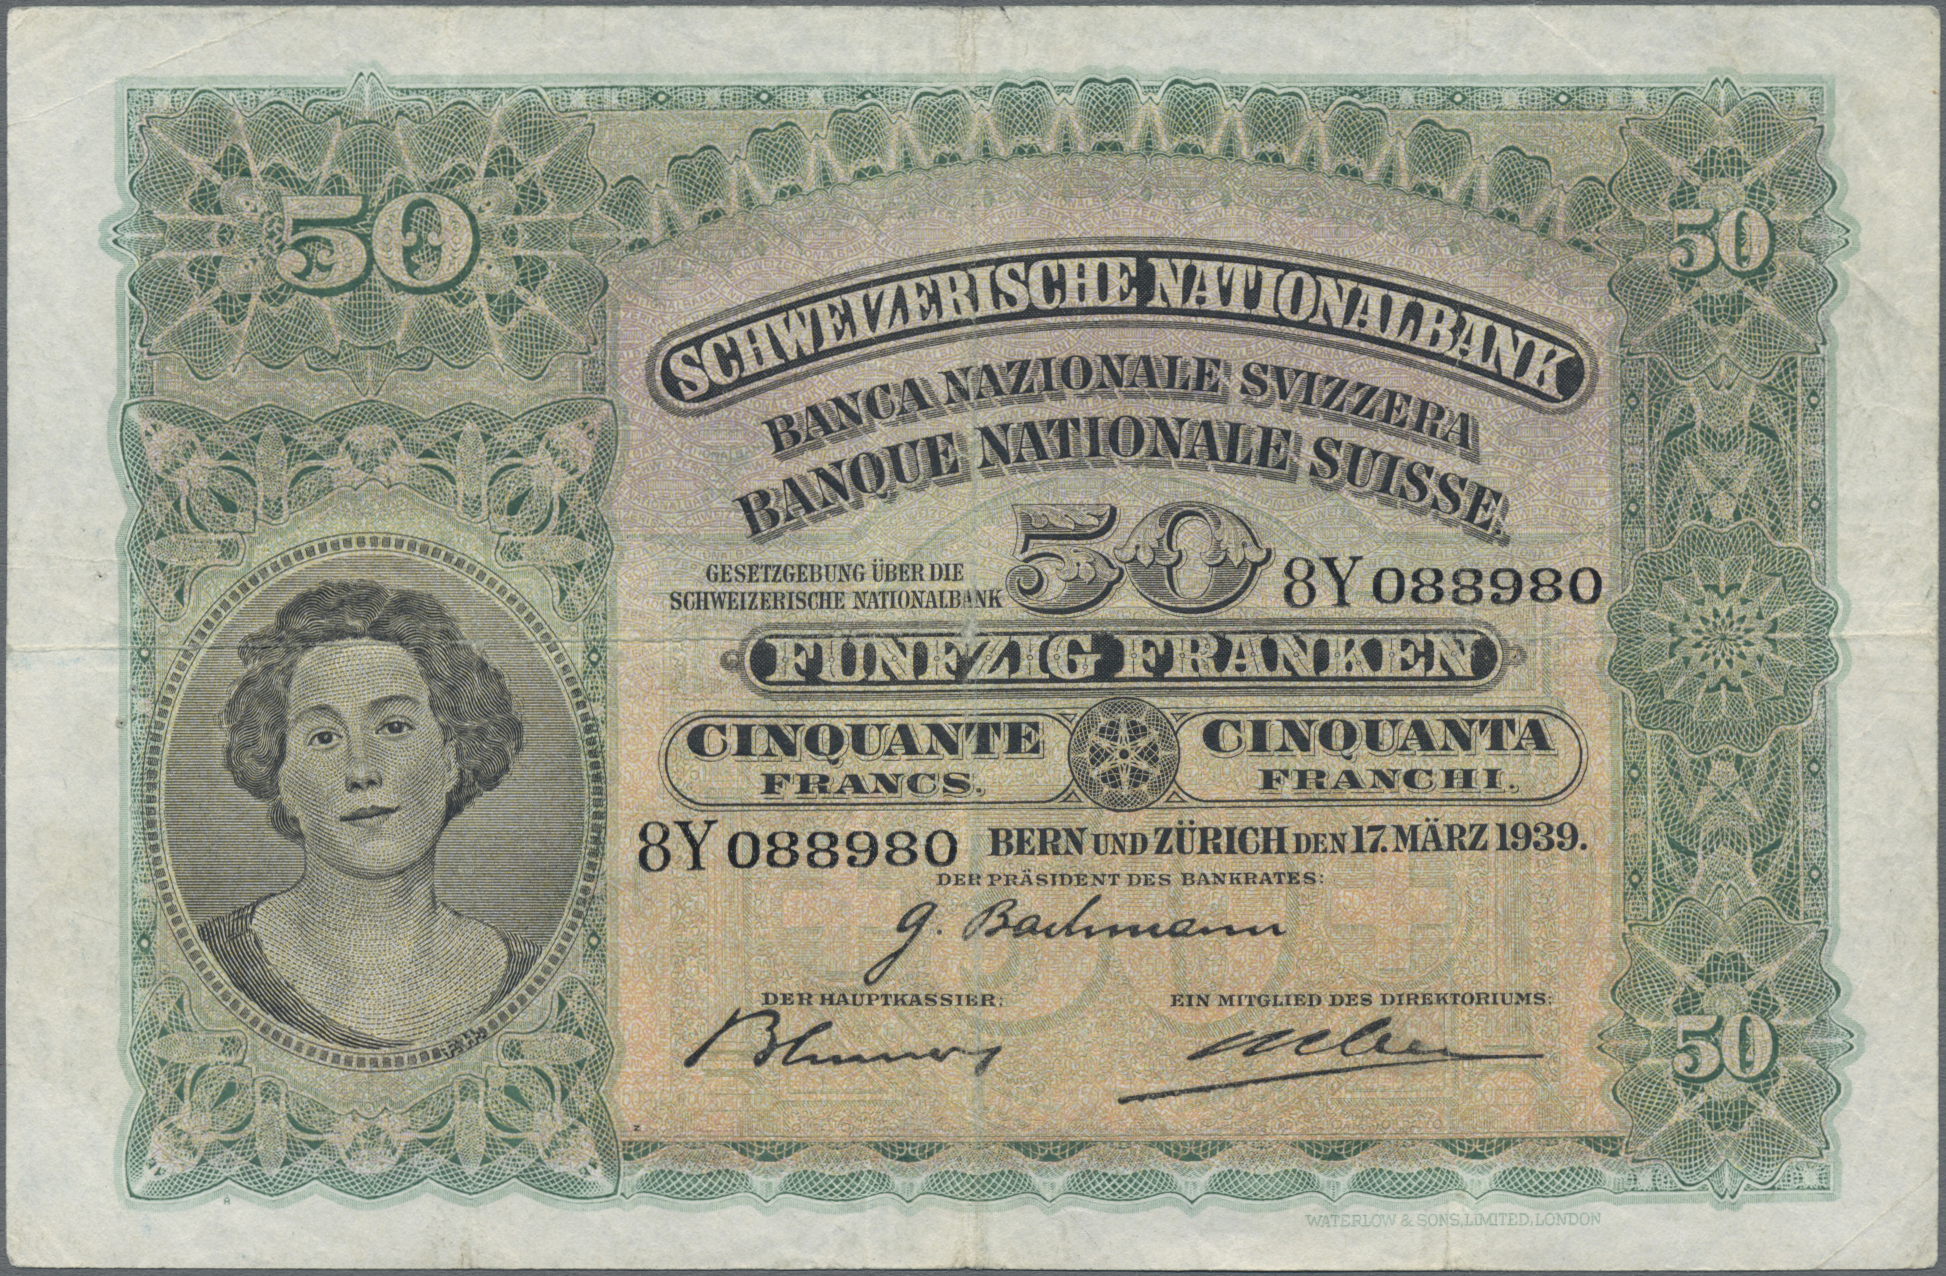 50
50
SCHWEIZERISCHE NATIONALBANK
BANCA NAZIONALE SVIZZERA
BANQUE NATIONALE SUISSE.
GESETZGEBUNG ÜBER DIE
SCHWEIZERISCHE NATIONALBANK
50
8Y 088980
FÜNFZIG FRANKEN
CINQUANTE
FRANCS.
CINQUANTA
FRANCHI.
8Y 088980
BERN UND ZÜRICH DEN 17. MÄRZ 1939.
DER PRÄSIDENT DES BANKRATES:
G. Bachmann
DER HAUPTKASSIER:
EIN MITGLIED DES DIREKTORIUMS:
50
WATERLOW & SONS, LIMITED, LONDON